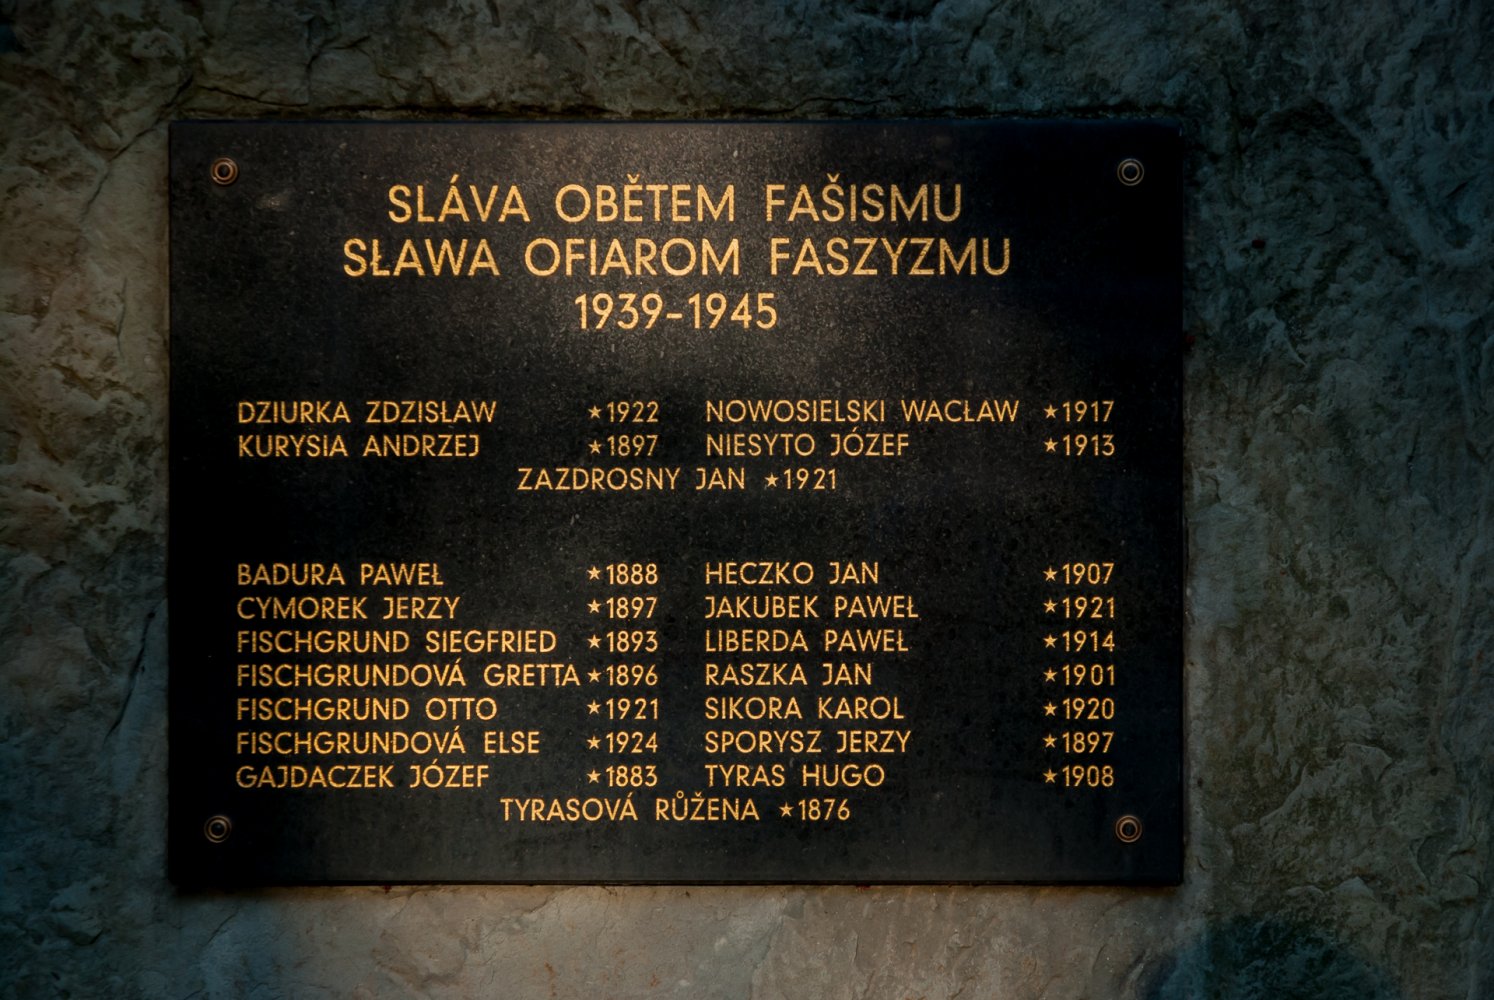 SLÁVA OBĚTEM FAŠISMU
SŁAWA OFIAROM FASZYZMU
1939-1945
DZIURKA ZDZISŁAW ★1922 NOWOSIELSKI WACŁAW ★1917
KURYSIA ANDRZEJ ★1897 NIESYTO JÓZEF ★1913
ZAZDROSNY JAN ★1921
BADURA PAWEŁ ★1888 HECZKO JAN ★1907
CYMOREK JERZY ★1897 JAKUBEK PAWEŁ ★1921
FISCHGRUND SIEGFRIED ★1893 LIBERDA PAWEŁ ★1914
FISCHGRUNDOVÁ GRETTA ★1896 RASZKA JAN ★1901
FISCHGRUND OTTO ★1921 SIKORA KAROL ★1920
FISCHGRUNDOVÁ ELSE ★1924 SPORYSZ JERZY ★1897
GAJDACZEK JÓZEF ★1883 TYRAS HUGO ★1908
TYRASOVÁ RŮŽENA ★1876